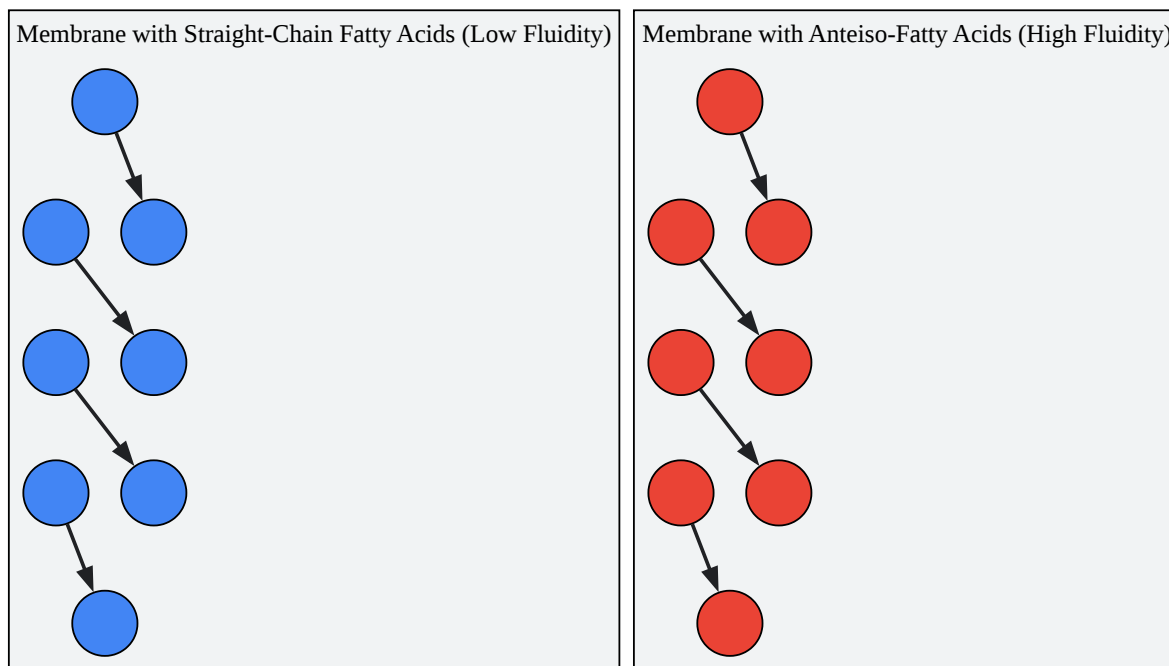 Membrane with Straight-Chain Fatty Acids (Low Fluidity)
Membrane with Anteiso-Fatty Acids (High Fluidity)